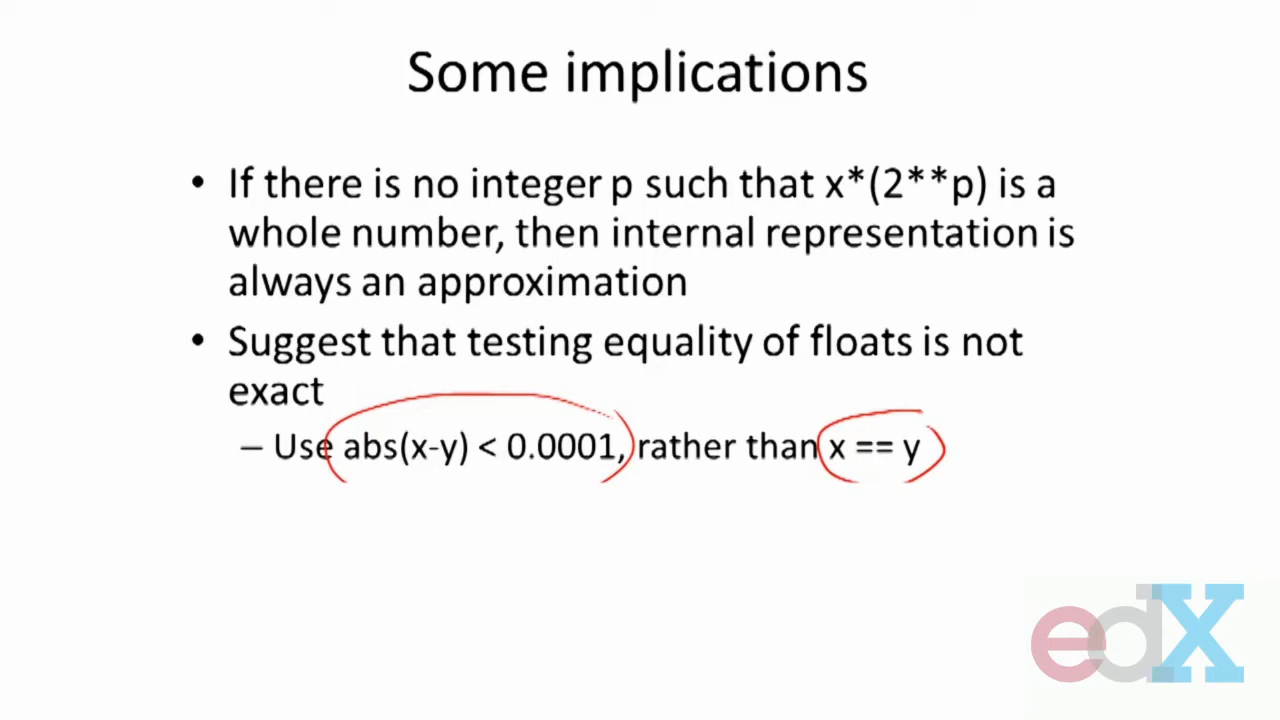 Some implications
• If there is no integer p such that x*(2**p) is a
whole number, then internal representation is
always an approximation
• Suggest that testing equality of floats is not
exact
– Use abs(x-y) < 0.0001, rather than x == y
edX